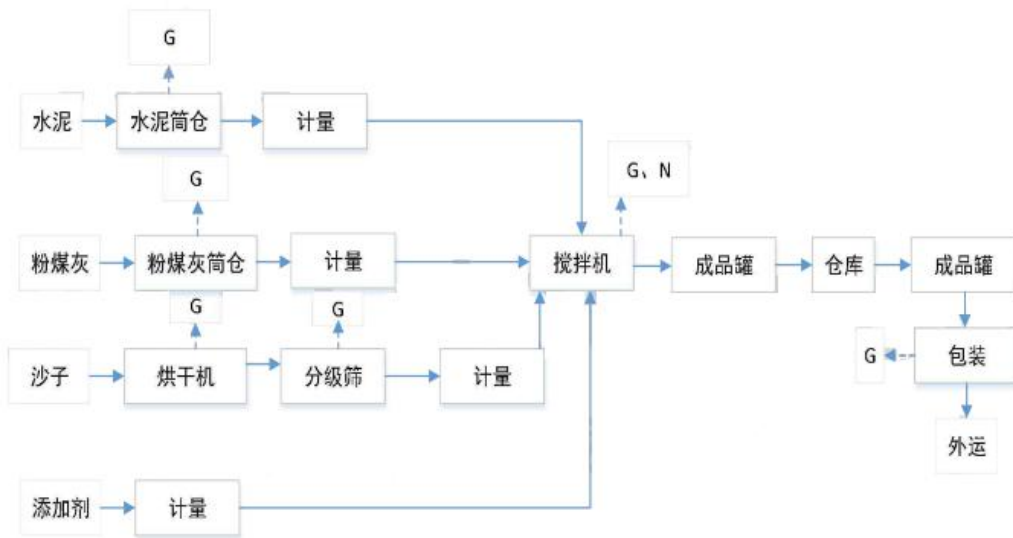 G
水泥
水泥筒仓
计量
G
G、N
粉煤灰
粉煤灰筒仓
计量
搅拌机
成品罐
仓库
成品罐
G
G
沙子
烘干机
分级筛
计量
G
包装
外运
添加剂
计量